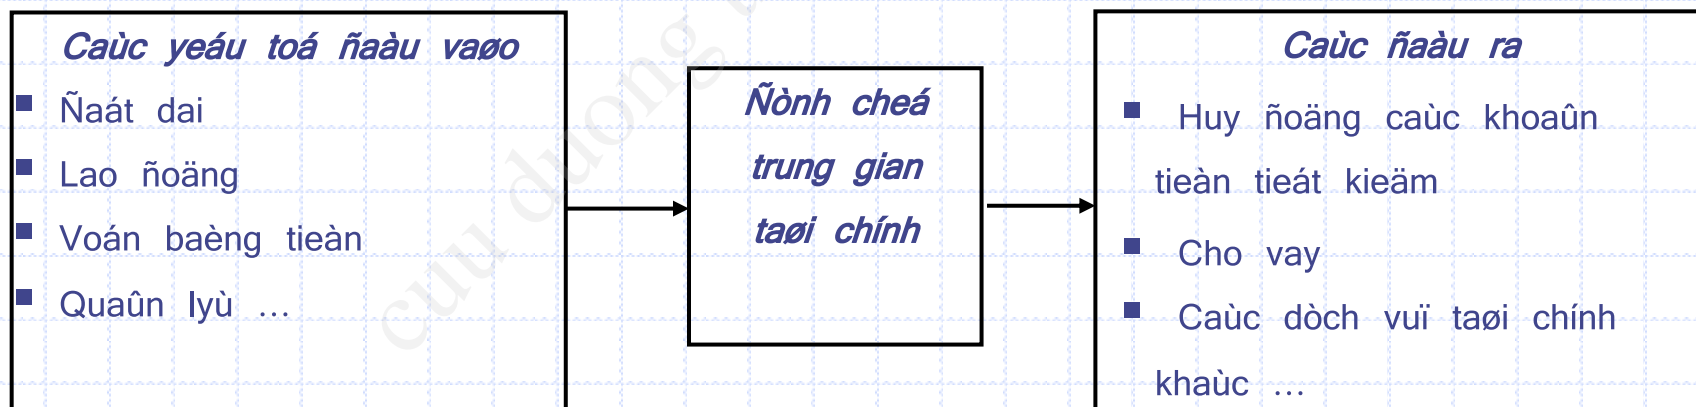 Caùc yeáu toá ñaàu vaøo
Ñaát dai
Lao ñoäng
Voán baèng tieàn
Quaûn lyù ...
Ñònh cheá
trung gian
taøi chính
Caùc ñaàu ra
Huy ñoäng caùc khoaûn
tieàn tieát kieäm
Cho vay
Caùc dòch vuï taøi chính
khaùc ...
cuu duong